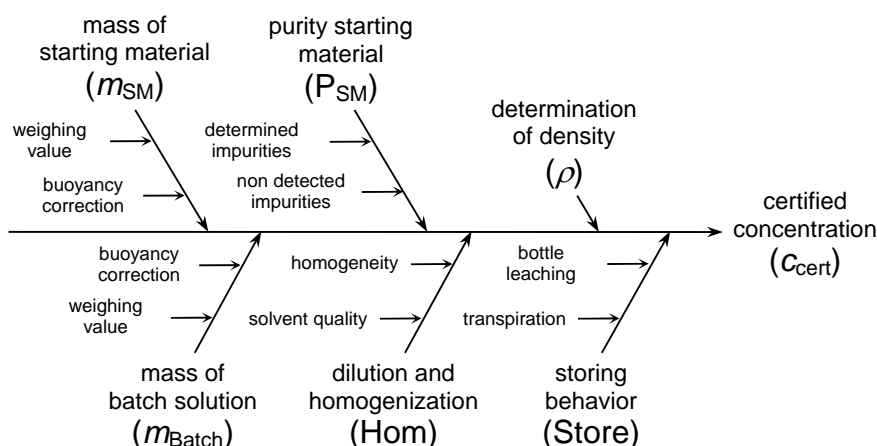 mass of
starting material
(mSM)
purity starting
material
(PSM)
determination
of density
(ρ)
weighing
value
buoyancy
correction
determined
impurities
non detected
impurities
certified
concentration
(ccert)
buoyancy
correction
weighing
value
homogeneity
solvent quality
bottle
leaching
transpiration
mass of
batch solution
(mBatch)
dilution and
homogenization
(Hom)
storing
behavior
(Store)